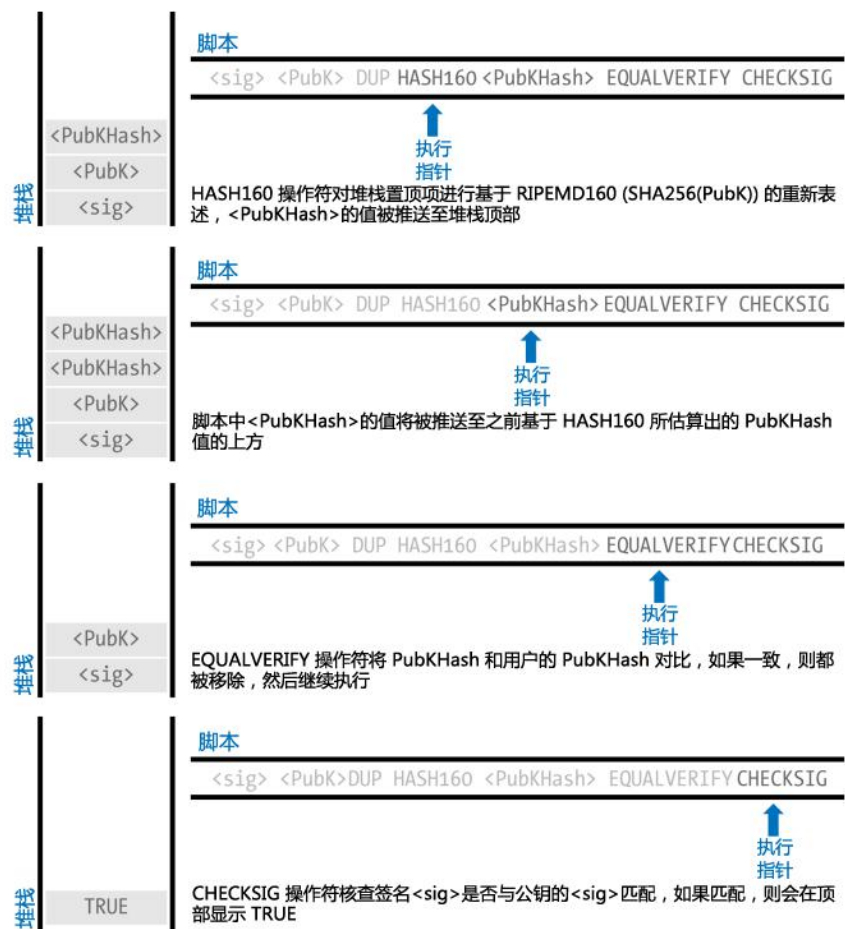 脚本
<sig> <PubK> DUP HASH160 <PubKHash> EQUALVERIFY CHECKSIG
执行
指针
<PubKHash>
<PubK>
<sig>
堆栈
HASH160 操作符对堆栈置顶项进行基于 RIPEMD160 (SHA256(PubK)) 的重新表
述，<PubKHash>的值被推送至堆栈顶部
脚本
<sig> <PubK> DUP HASH160 <PubKHash> EQUALVERIFY CHECKSIG
执行
指针
<PubKHash>
<PubKHash>
<PubK>
<sig>
堆栈
脚本中<PubKHash>的值将被推送至之前基于 HASH160 所估算出的 PubKHash
值的上方
脚本
<sig> <PubK> DUP HASH160 <PubKHash> EQUALVERIFY CHECKSIG
执行
指针
<PubK>
<sig>
堆栈
EQUALVERIFY 操作符将 PubKHash 和用户的 PubKHash 对比，如果一致，则都
被移除，然后继续执行
脚本
<sig> <PubK>DUP HASH160 <PubKHash> EQUALVERIFY CHECKSIG
执行
指针
TRUE
堆栈
CHECKSIG 操作符核查签名<sig>是否与公钥的<sig>匹配，如果匹配，则会在顶
部显示 TRUE